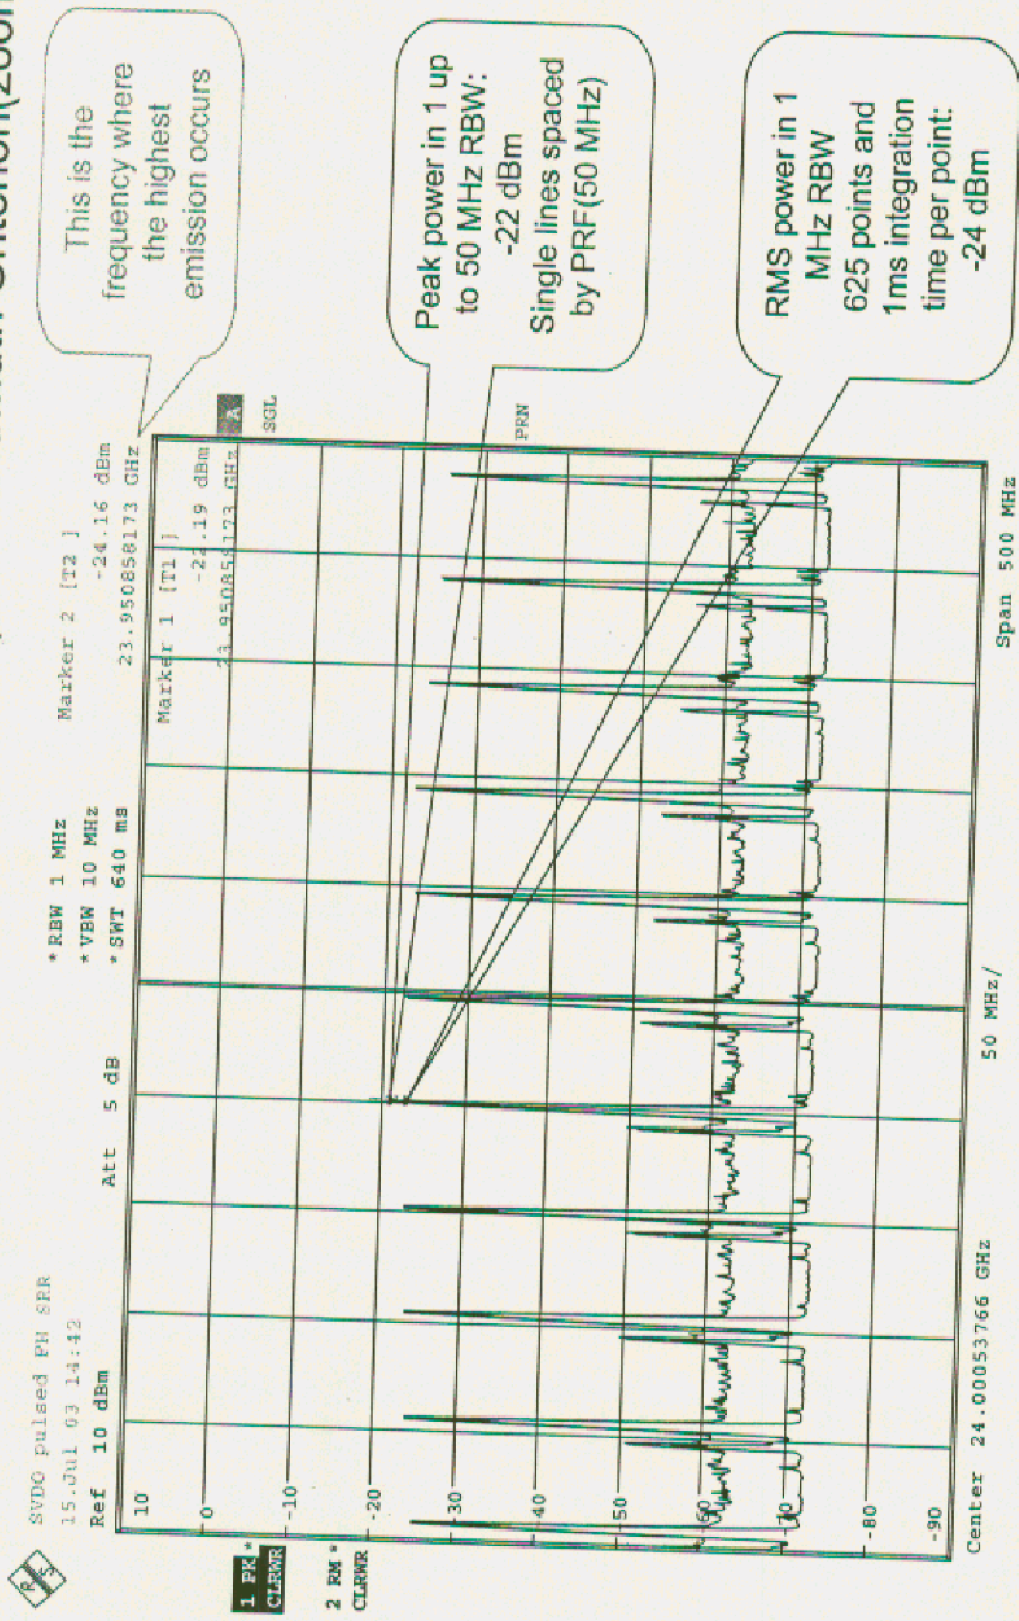 SVDO pulsed PH SRR
15.Jul 03 14:42
Ref 10 dBm
Att 5 dB
*RBW 1 MHz
*VBW 10 MHz
*SWT 640 ms
Marker 2 [T2 ]
-24.16 dBm
23.950858173 GHz
Marker 1 [T1 ]
-22.19 dBm
23.950858173 GHz
A
SGL
PRN
1 PK*
CLRWR
2 RM *
CLRWR
10
0
-10
-20
-30
-40
-50
-60
-70
-80
-90
Center 24.00053766 GHz
50 MHz/
Span 500 MHz
This is the
frequency where
the highest
emission occurs
Peak power in 1 up
to 50 MHz RBW:
-22 dBm
Single lines spaced
by PRF(50 MHz)
RMS power in 1
MHz RBW
625 points and
1ms integration
time per point:
-24 dBm